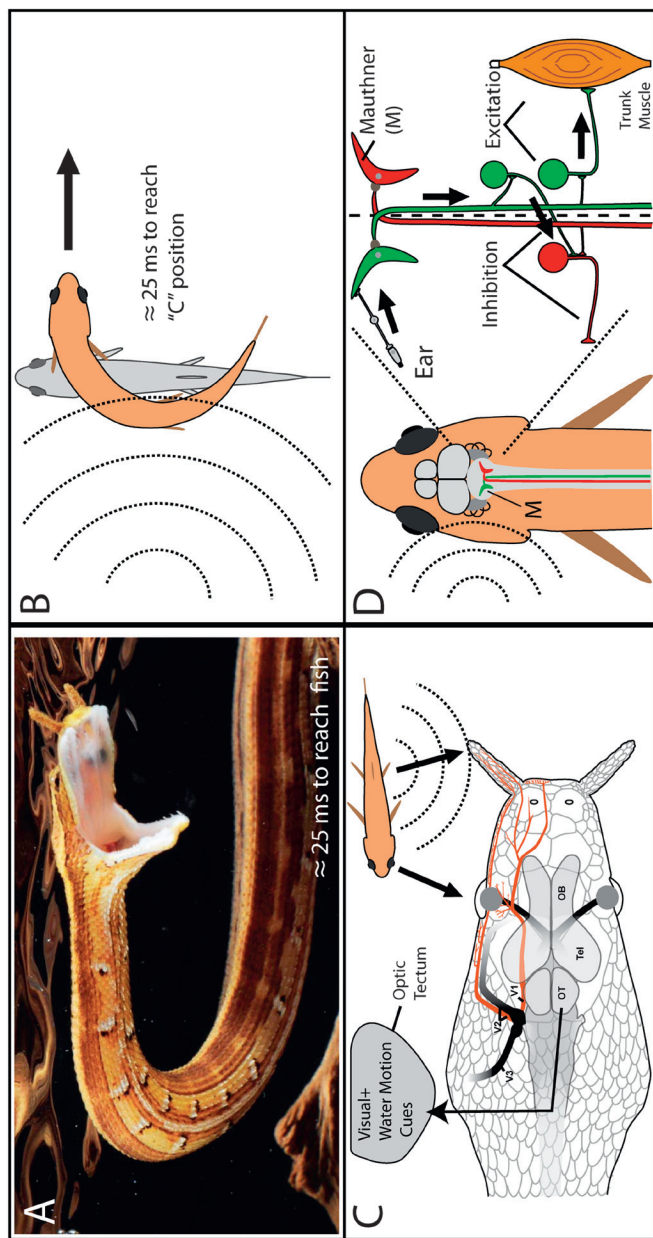 A
≈ 25 ms to reach fish
B
≈ 25 ms to reach
"C" position
C
Visual+
Water Motion
Cues
Optic
Tectum
V1
V2
V3
OT
Tel
OB
D
M
Ear
Mauthner
(M)
Inhibition
Excitation
Trunk
Muscle